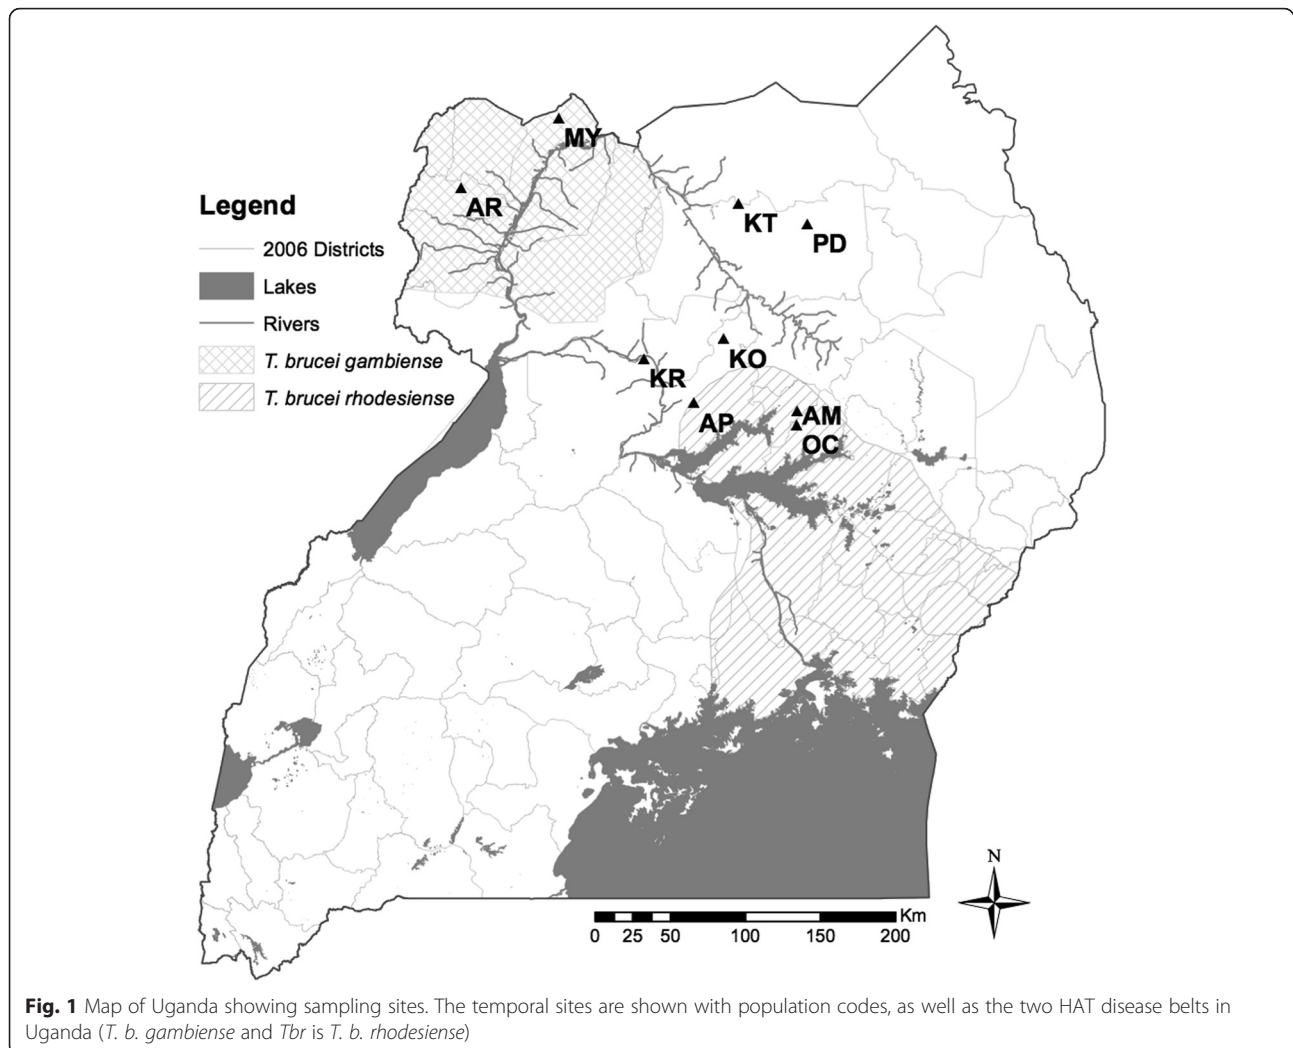 MY
AR
KT
PD
Legend
2006 Districts
Lakes
Rivers
T. brucei gambiense
T. brucei rhodesiense
KO
KR
AP
AM
OC
N
Km
0 25 50 100 150 200
Fig. 1 Map of Uganda showing sampling sites. The temporal sites are shown with population codes, as well as the two HAT disease belts in
Uganda (T. b. gambiense and Tbr is T. b. rhodesiense)